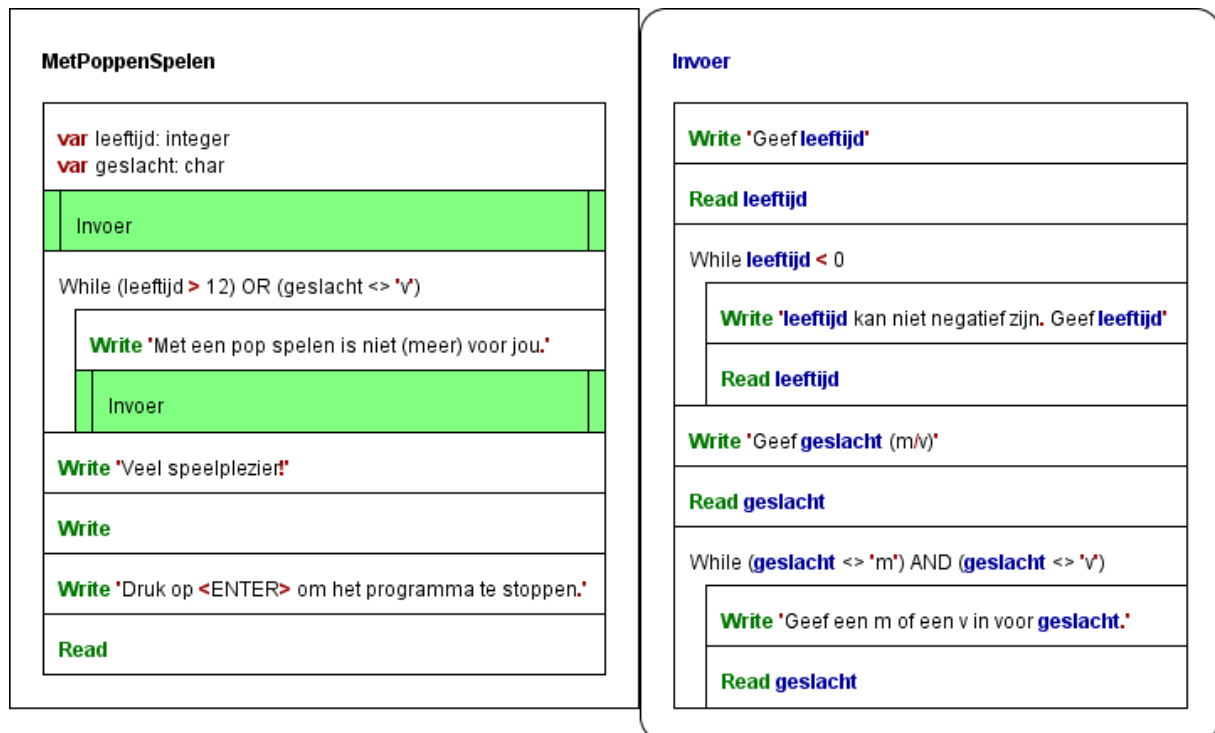 MetPoppenSpelen
var leeftijd: integer
var geslacht: char
Invoer
While (leeftijd > 12) OR (geslacht <> 'v')
Write 'Met een pop spelen is niet (meer) voor jou.'
Invoer
Write 'Veel speelplezier!'
Write
Write 'Druk op <ENTER> om het programma te stoppen.'
Read
Invoer
Write 'Geef leeftijd'
Read leeftijd
While leeftijd < 0
Write 'leeftijd kan niet negatief zijn. Geef leeftijd'
Read leeftijd
Write 'Geef geslacht (m/v)'
Read geslacht
While (geslacht <> 'm') AND (geslacht <> 'v')
Write 'Geef een m of een v in voor geslacht.'
Read geslacht